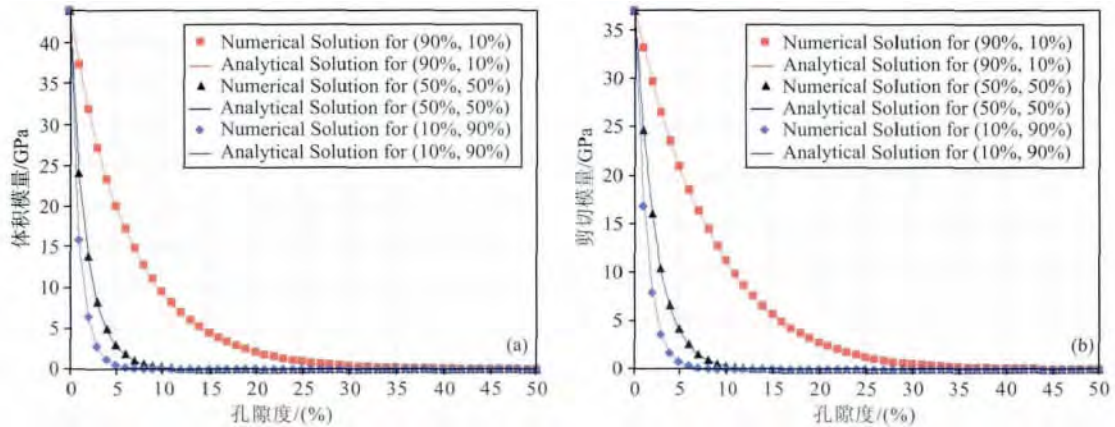 40
35
30
25
20
15
10
5
0
体积模量/GPa
Numerical Solution for (90%, 10%)
Analytical Solution for (90%, 10%)
Numerical Solution for (50%, 50%)
Analytical Solution for (50%, 50%)
Numerical Solution for (10%, 90%)
Analytical Solution for (10%, 90%)
(a)
0 5 10 15 20 25 30 35 40 45 50
孔隙度/(%)
35
30
25
20
15
10
5
0
剪切模量/GPa
Numerical Solution for (90%, 10%)
Analytical Solution for (90%, 10%)
Numerical Solution for (50%, 50%)
Analytical Solution for (50%, 50%)
Numerical Solution for (10%, 90%)
Analytical Solution for (10%, 90%)
(b)
0 5 10 15 20 25 30 35 40 45 50
孔隙度/(%)